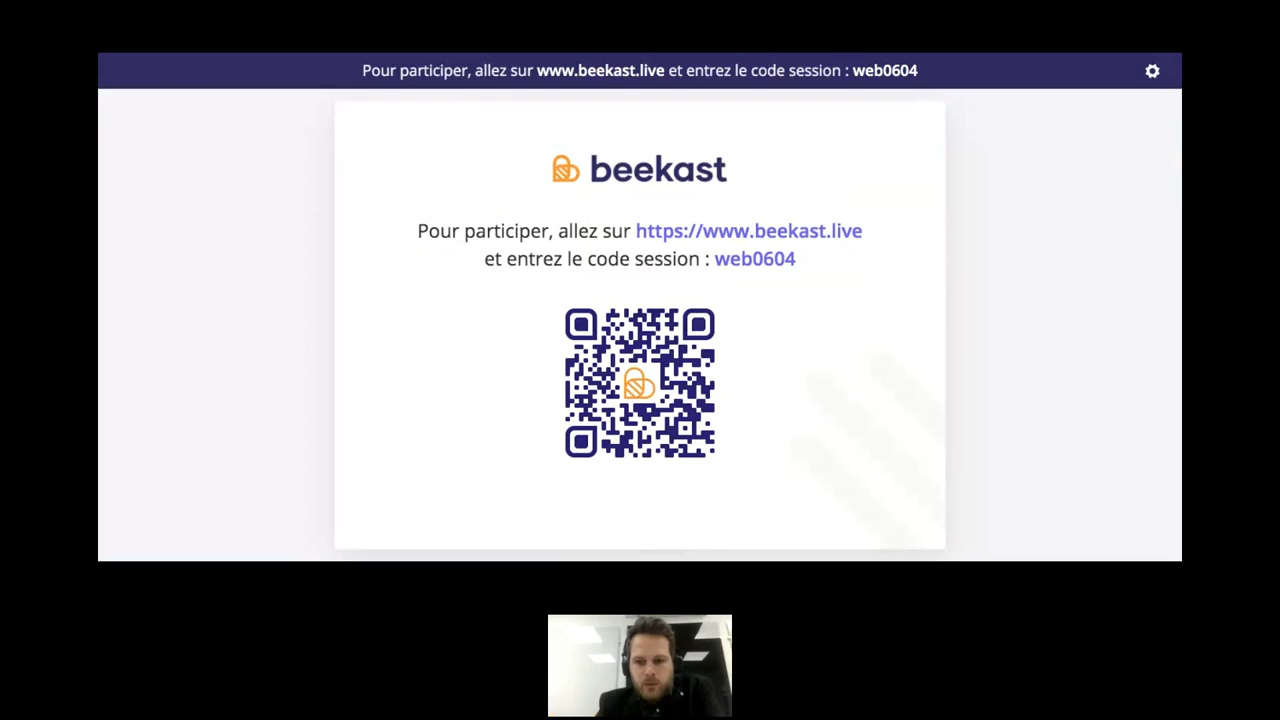 Pour participer, allez sur www.beekast.live et entrez le code session : web0604
beekast
Pour participer, allez sur https://www.beekast.live
et entrez le code session : web0604